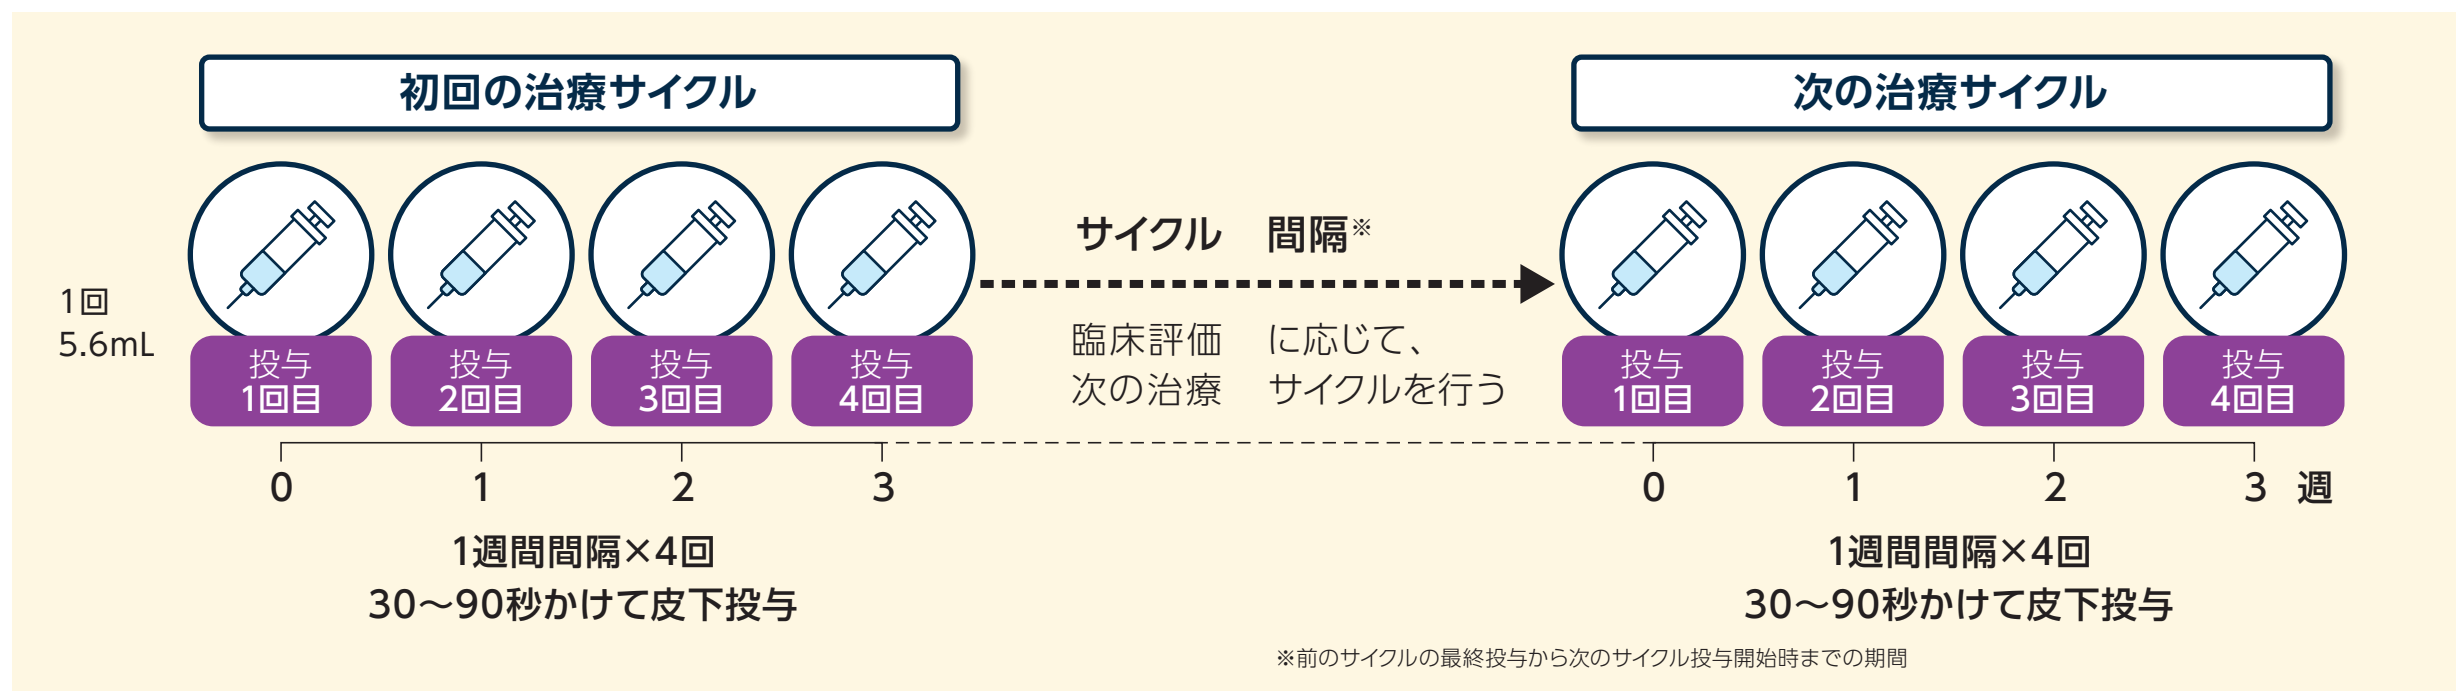 初回の治療サイクル
次の治療サイクル
1回
5.6mL
投与
1回目
投与
2回目
投与
3回目
投与
4回目
サイクル 間隔※
臨床評価 に応じて、
次の治療 サイクルを行う
投与
1回目
投与
2回目
投与
3回目
投与
4回目
0 1 2 3 0 1 2 3 週
1週間間隔×4回
30～90秒かけて皮下投与
1週間間隔×4回
30～90秒かけて皮下投与
※前のサイクルの最終投与から次のサイクル投与開始時までの期間